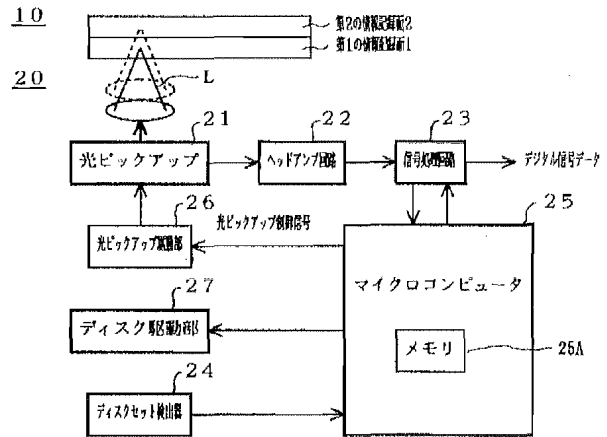 10
第2の情報記録面2
第1の情報記録面1
20
L
21
22
23
光ピックアップ
ヘッドアンプ回路
信号処理回路
デジタル信号データ
26
光ピックアップ制御信号
25
光ピックアップ駆動部
マイクロコンピュータ
27
ディスク駆動部
メモリ
25A
24
ディスクセット検出器